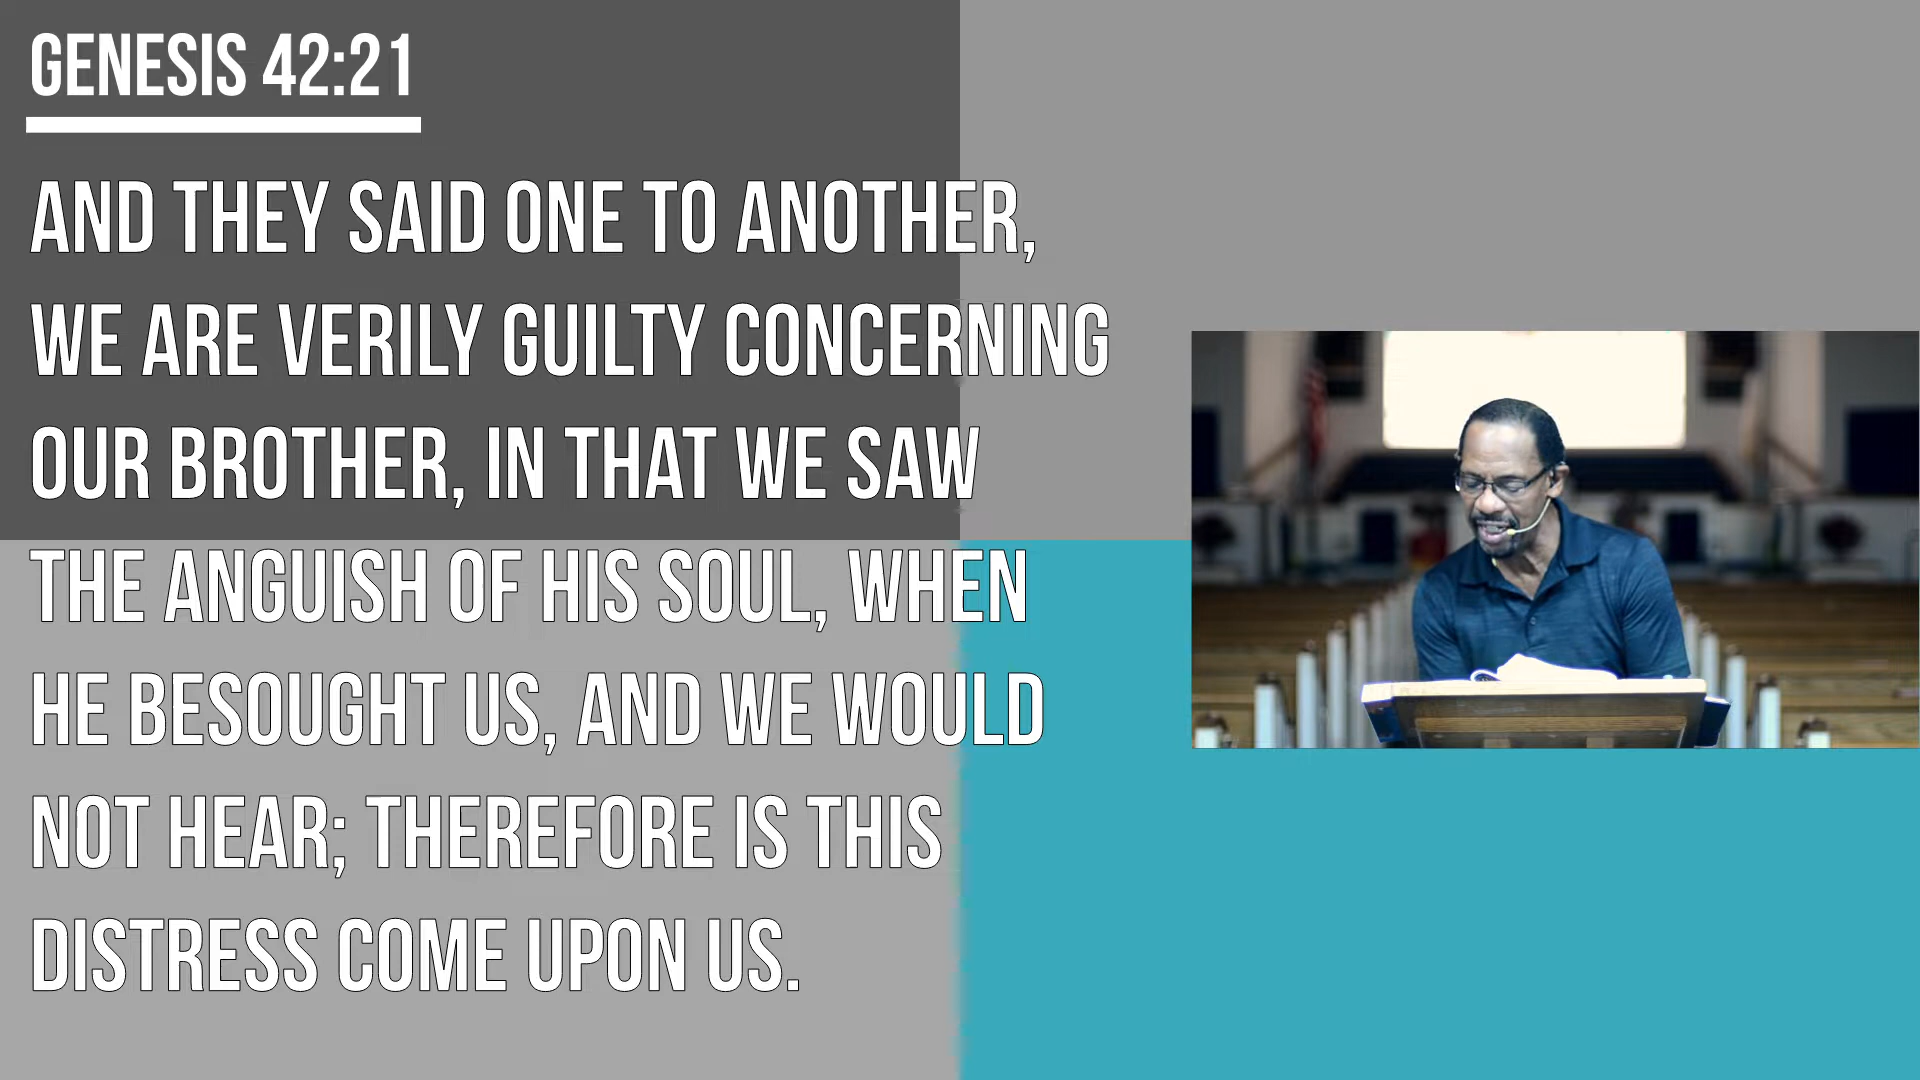 GENESIS 42:21
AND THEY SAID ONE TO ANOTHER,
WE ARE VERILY GUILTY CONCERNING
OUR BROTHER, IN THAT WE SAW
THE ANGUISH OF HIS SOUL, WHEN
HE BESOUGHT US, AND WE WOULD
NOT HEAR; THEREFORE IS THIS
DISTRESS COME UPON US.